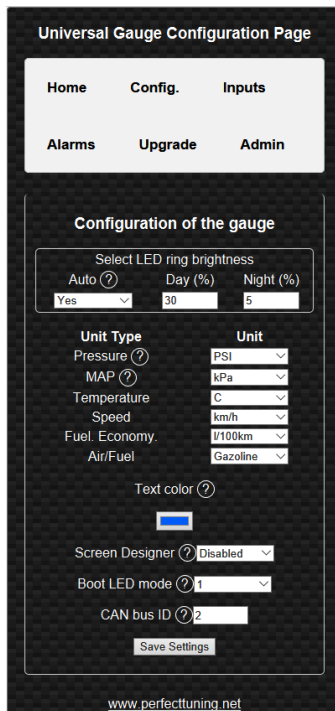 Universal Gauge Configuration Page
Home Config. Inputs
Alarms Upgrade Admin
Configuration of the gauge
Select LED ring brightness
Auto ? Day (%) Night (%)
Yes 30 5
Unit Type Unit
Pressure ? PSI
MAP ? kPa
Temperature C
Speed km/h
Fuel. Economy. l/100km
Air/Fuel Gazoline
Text color ?
Screen Designer ? Disabled
Boot LED mode ? 1
CAN bus ID ? 2
Save Settings
www.perfecttuning.net